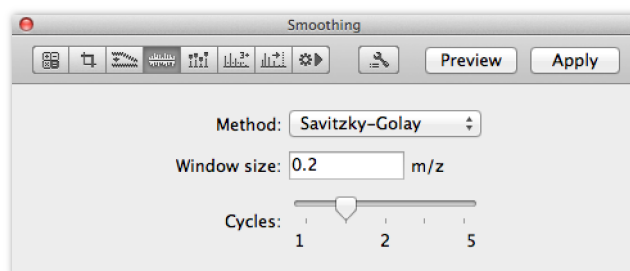 Smoothing
Preview Apply
Method: Savitzky–Golay
Window size: 0.2 m/z
Cycles:
1 2 5